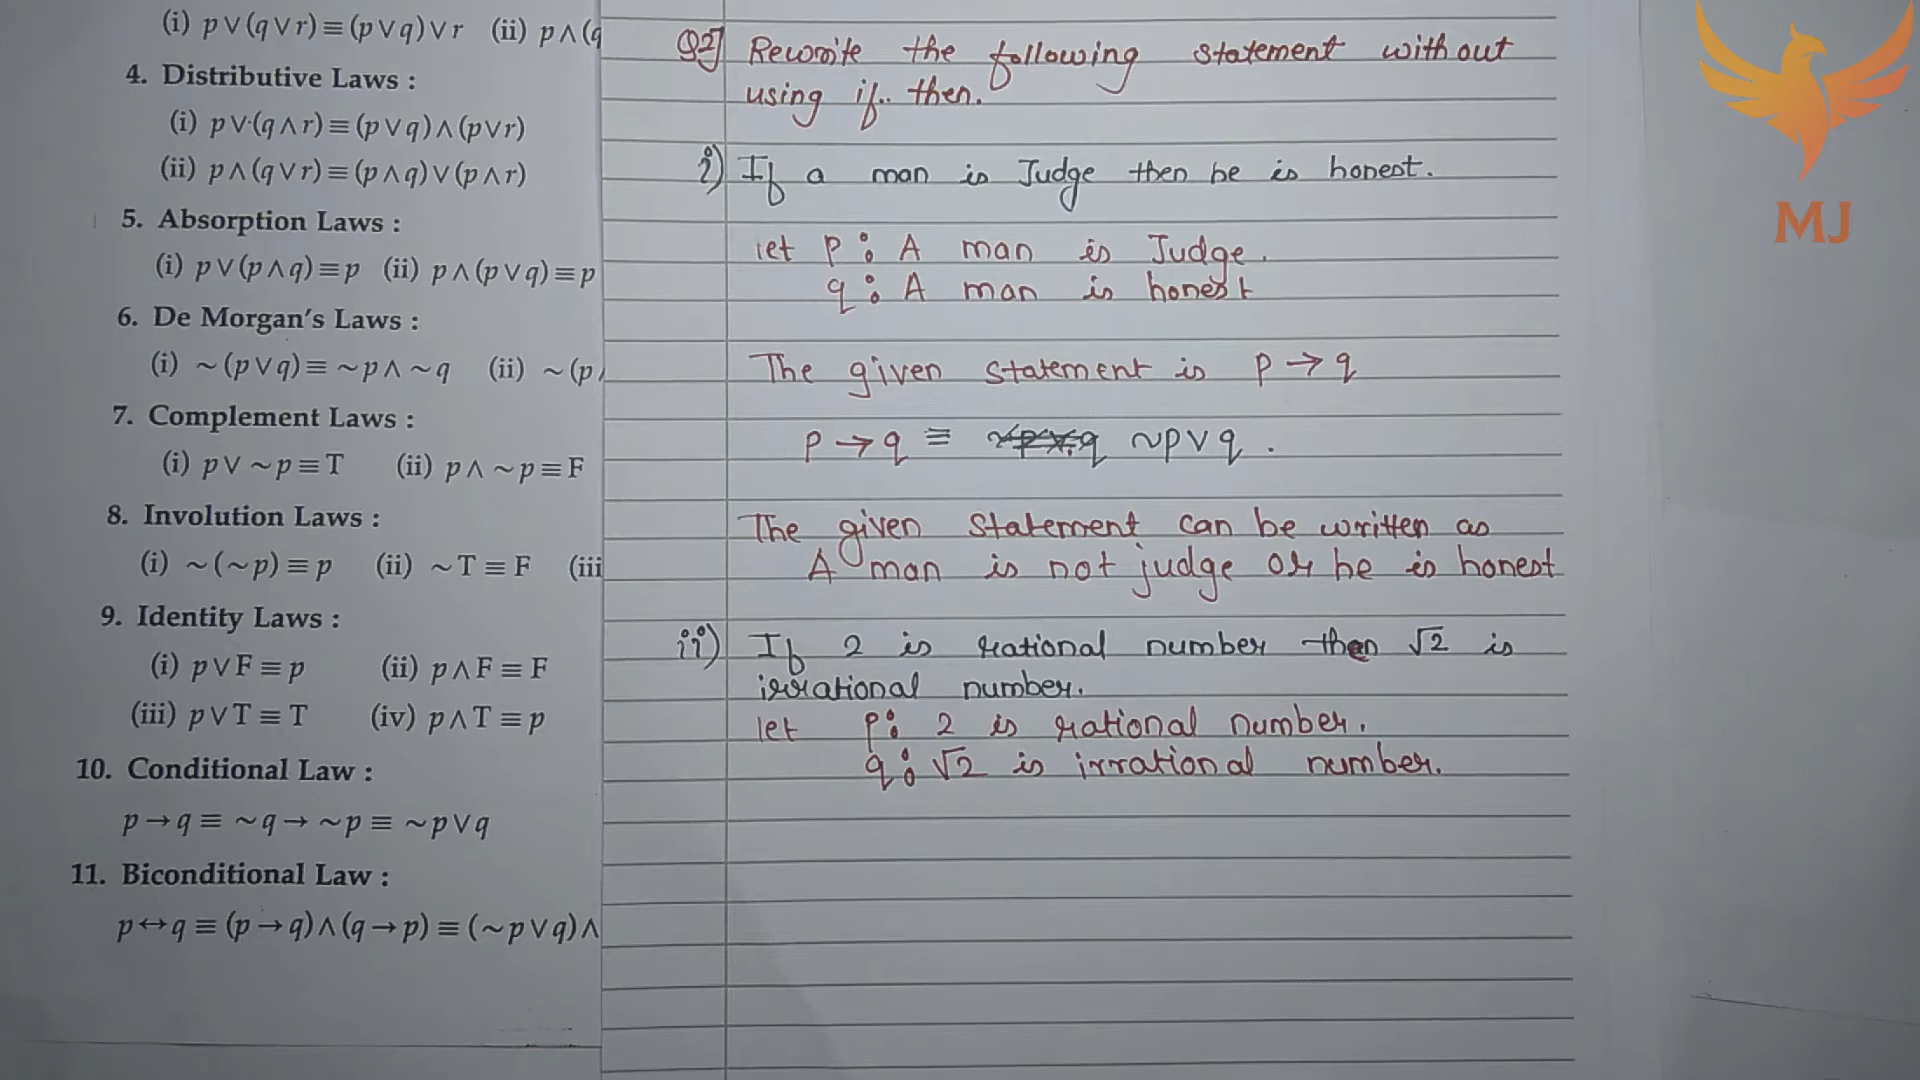 (i) p∨(q∨r)≡(p∨q)∨r (ii) p∧(q
4. Distributive Laws :
(i) p∨(q∧r)≡(p∨q)∧(p∨r)
(ii) p∧(q∨r)≡(p∧q)∨(p∧r)
5. Absorption Laws :
(i) p∨(p∧q)≡p (ii) p∧(p∨q)≡p
6. De Morgan's Laws :
(i) ~(p∨q)≡~p∧~q (ii) ~(p∧
7. Complement Laws :
(i) p∨~p≡T (ii) p∧~p≡F
8. Involution Laws :
(i) ~(~p)≡p (ii) ~T≡F (iii
9. Identity Laws :
(i) p∨F≡p (ii) p∧F≡F
(iii) p∨T≡T (iv) p∧T≡p
10. Conditional Law :
p→q≡~q→~p≡~p∨q
11. Biconditional Law :
p↔q≡(p→q)∧(q→p)≡(~p∨q)∧
Q2] Rewrite the following statement without
using if.. then.
i) If a man is Judge then he is honest.
let p: A man is Judge.
q: A man is honest
The given statement is p→q
p→q ≡ ~p∨q.
The given statement can be written as
A man is not judge or he is honest
ii) If 2 is rational number then √2 is
irrational number.
let p: 2 is rational number.
q: √2 is irrational number.
MJ